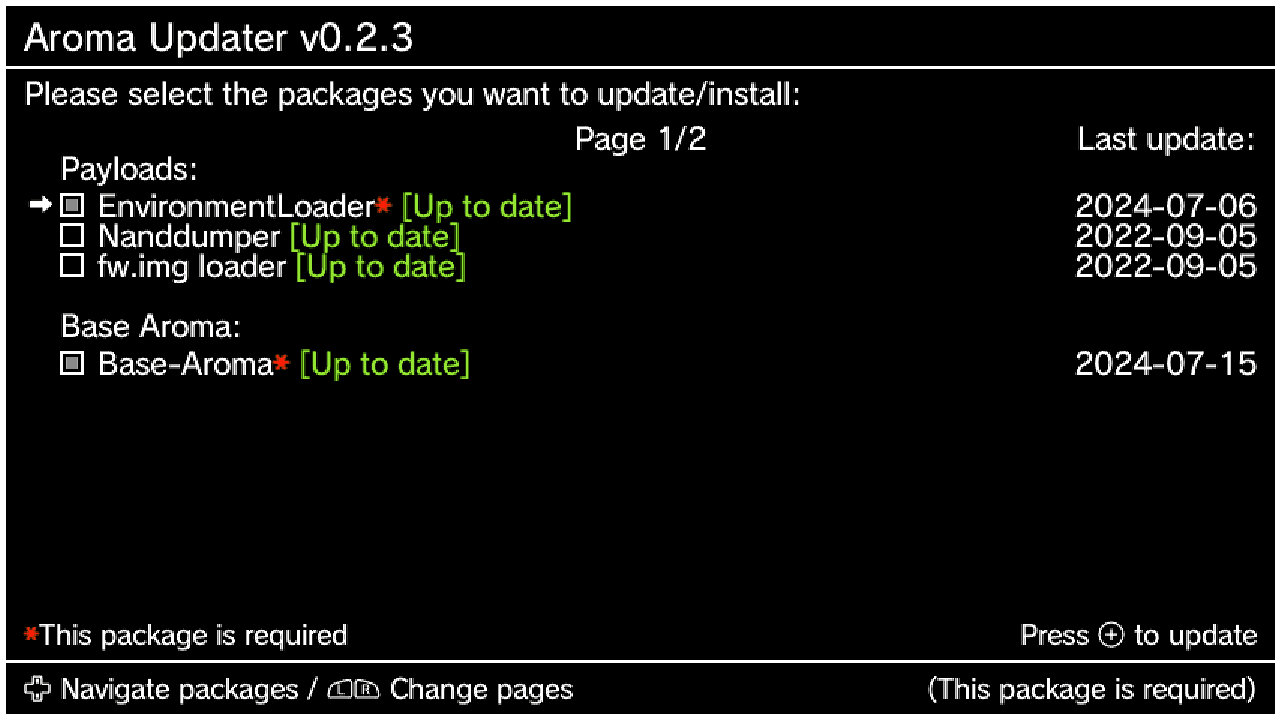 Aroma Updater v0.2.3
Please select the packages you want to update/install:
Page 1/2 Last update:
Payloads:
EnvironmentLoader* [Up to date] 2024-07-06
Nanddumper [Up to date] 2022-09-05
fw.img loader [Up to date] 2022-09-05
Base Aroma:
Base-Aroma* [Up to date] 2024-07-15
*This package is required Press ⊕ to update
Navigate packages / L R Change pages (This package is required)